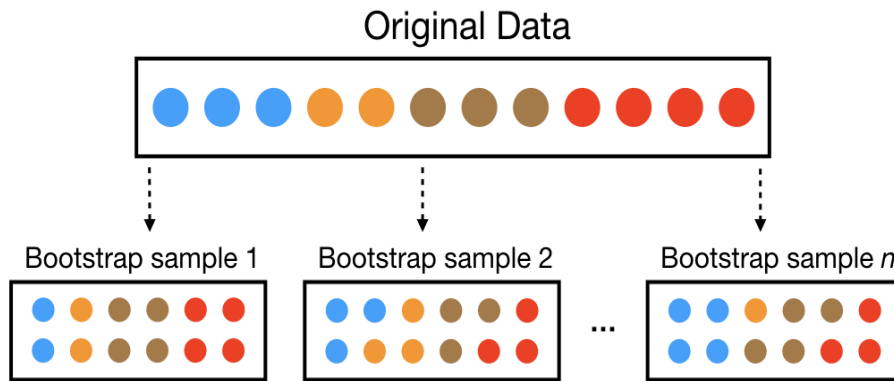 Original Data
Bootstrap sample 1
Bootstrap sample 2
Bootstrap sample n
...